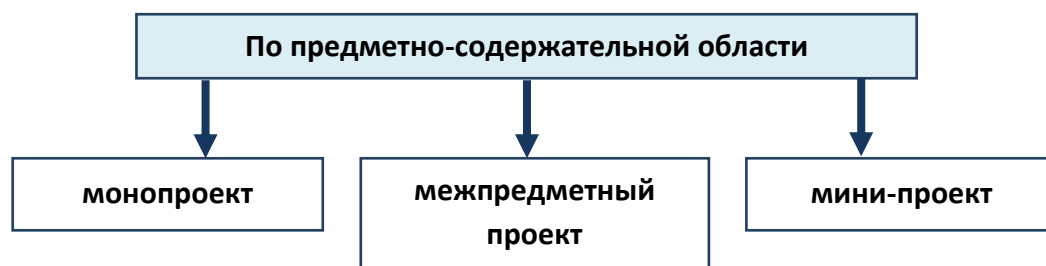 По предметно-содержательной области
монопроект
межпредметный
проект
мини-проект